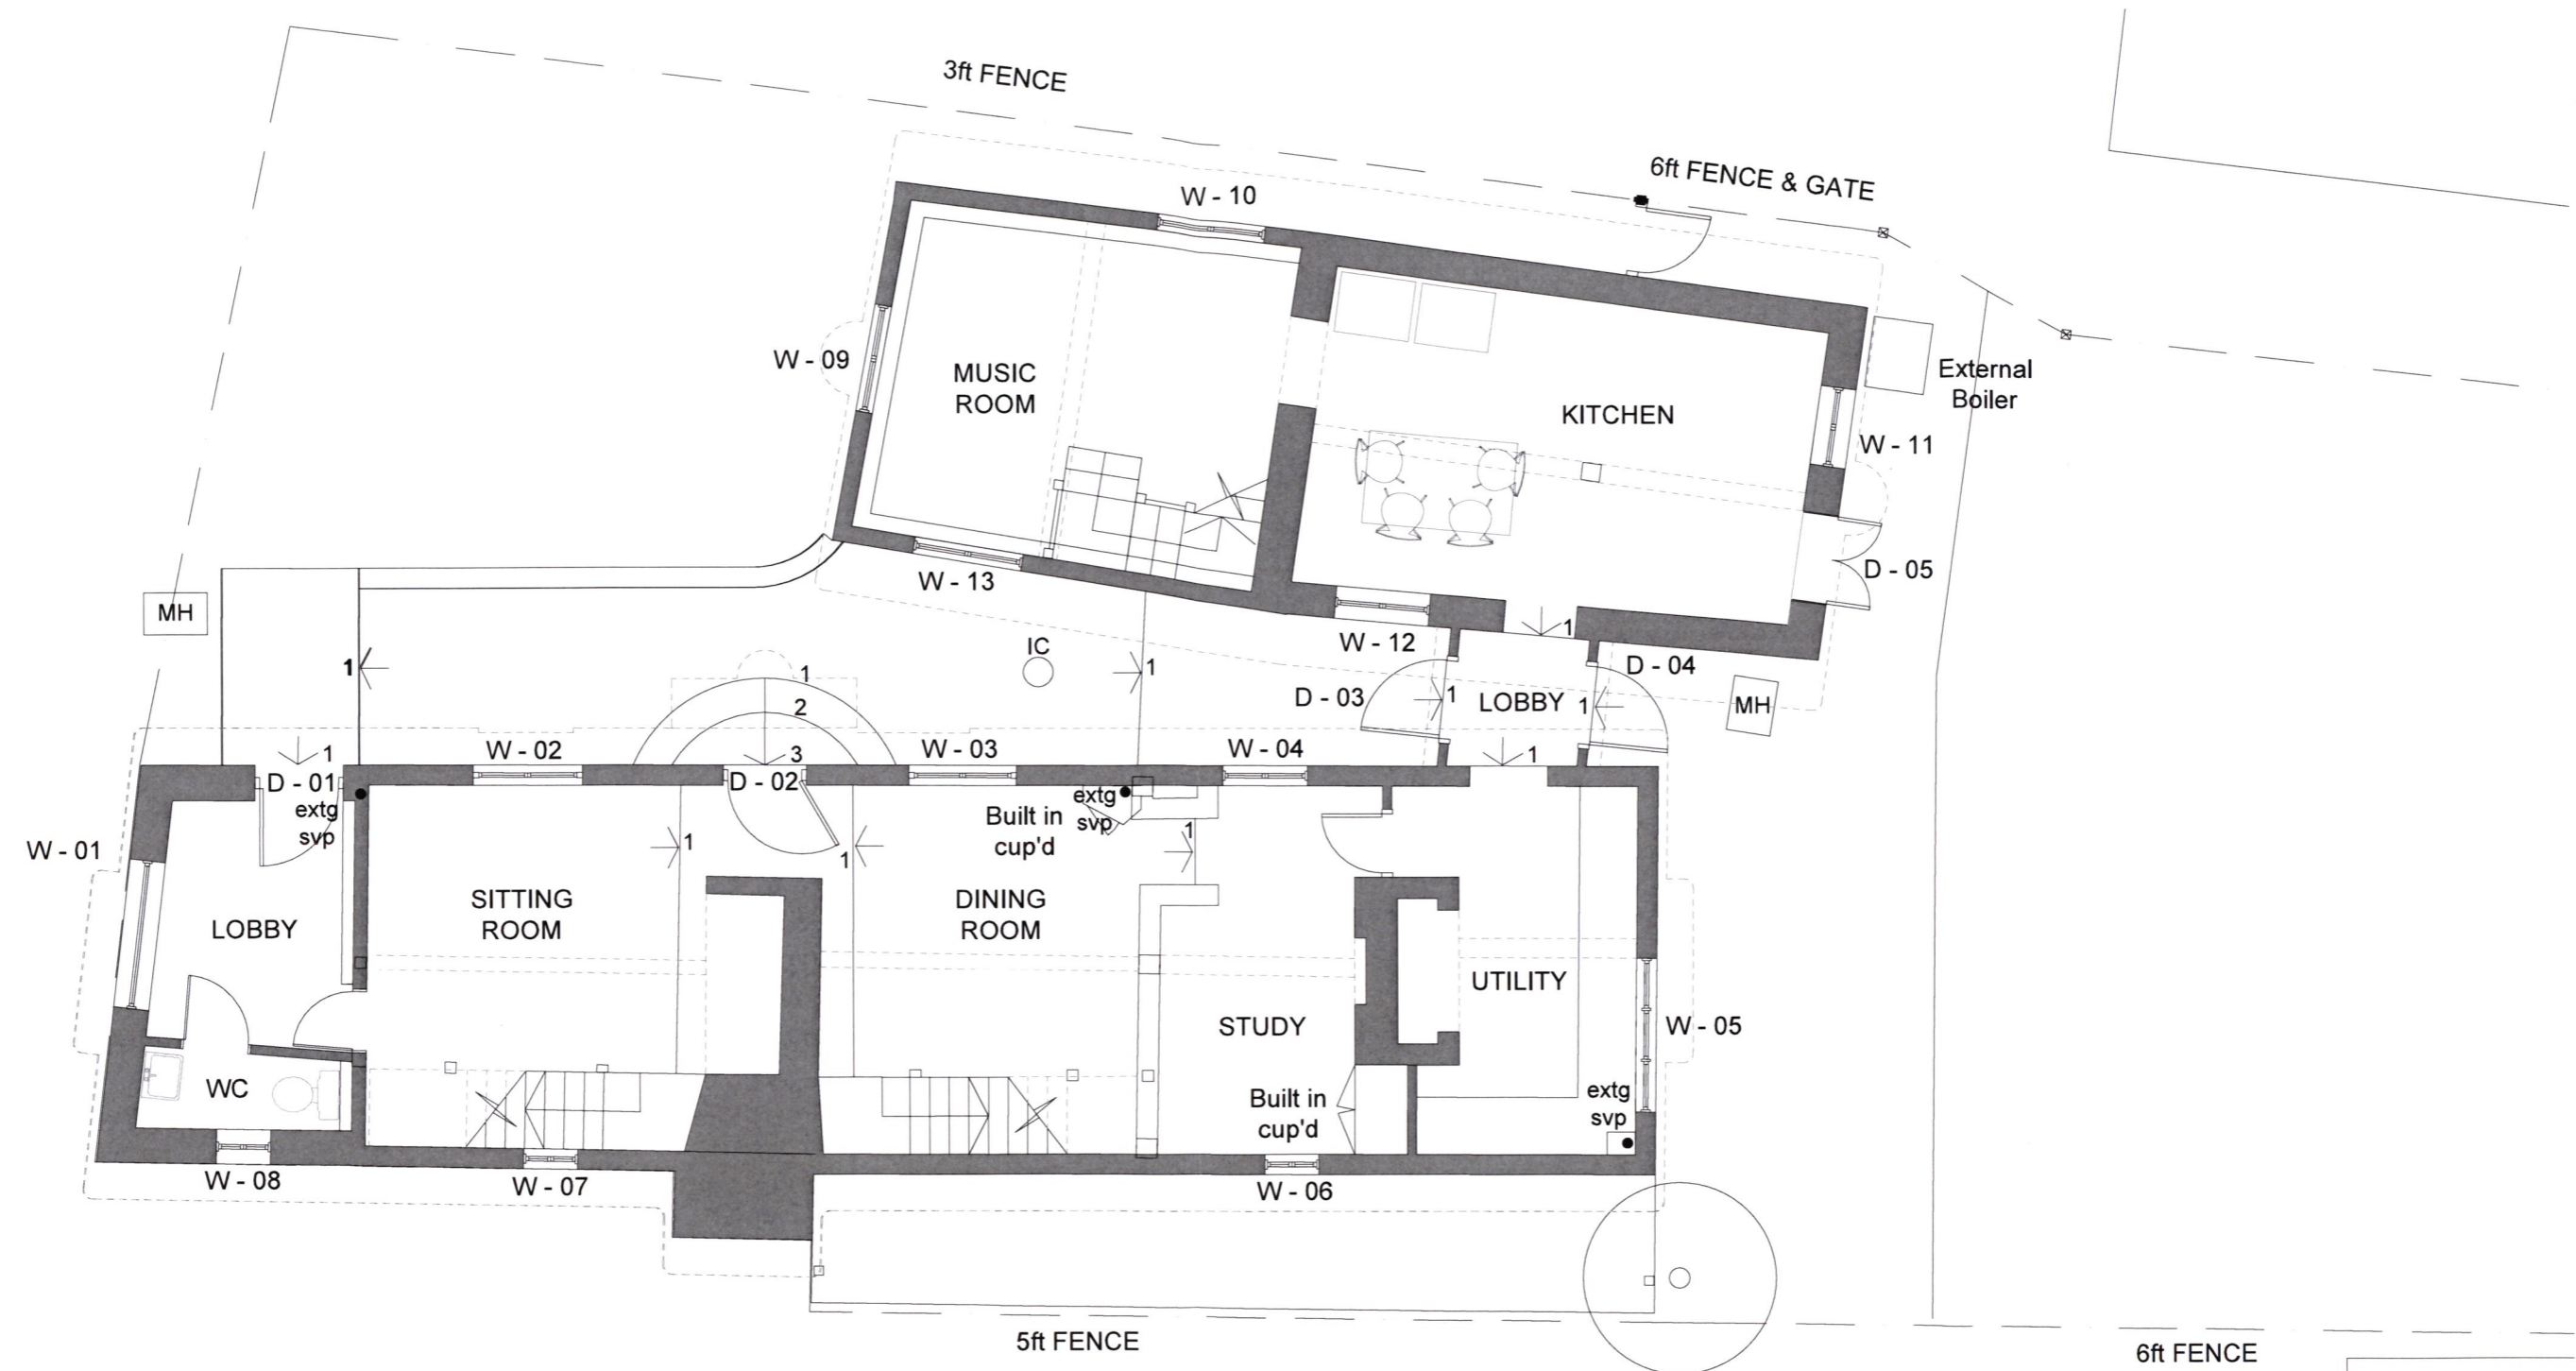 3ft FENCE
6ft FENCE & GATE
W - 10
W - 09
MUSIC
ROOM
KITCHEN
External
Boiler
W - 11
D - 05
W - 13
MH
W - 12
1
D - 04
IC
1
1
1
2
3
D - 03
1
LOBBY
1
MH
1
W - 02
W - 03
W - 04
1
D - 01
extg
svp
D - 02
Built in
cup'd
extg
svp
1
1
1
W - 01
LOBBY
SITTING
ROOM
DINING
ROOM
UTILITY
STUDY
W - 05
WC
Built in
cup'd
extg
svp
W - 08
W - 07
W - 06
5ft FENCE
6ft FENCE